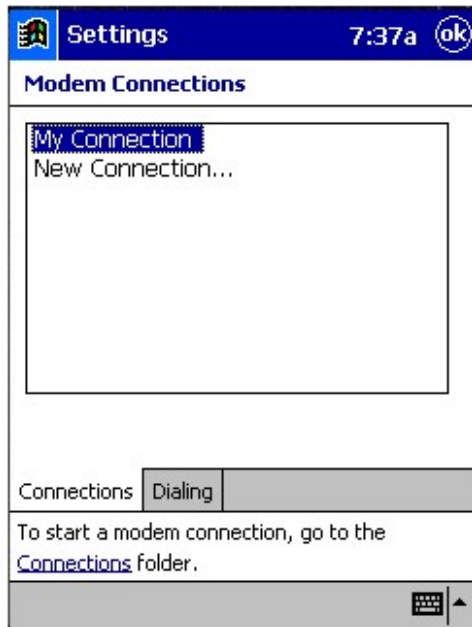 Settings 7:37a ok
Modem Connections
My Connection
New Connection...
Connections Dialing
To start a modem connection, go to the
Connections folder.